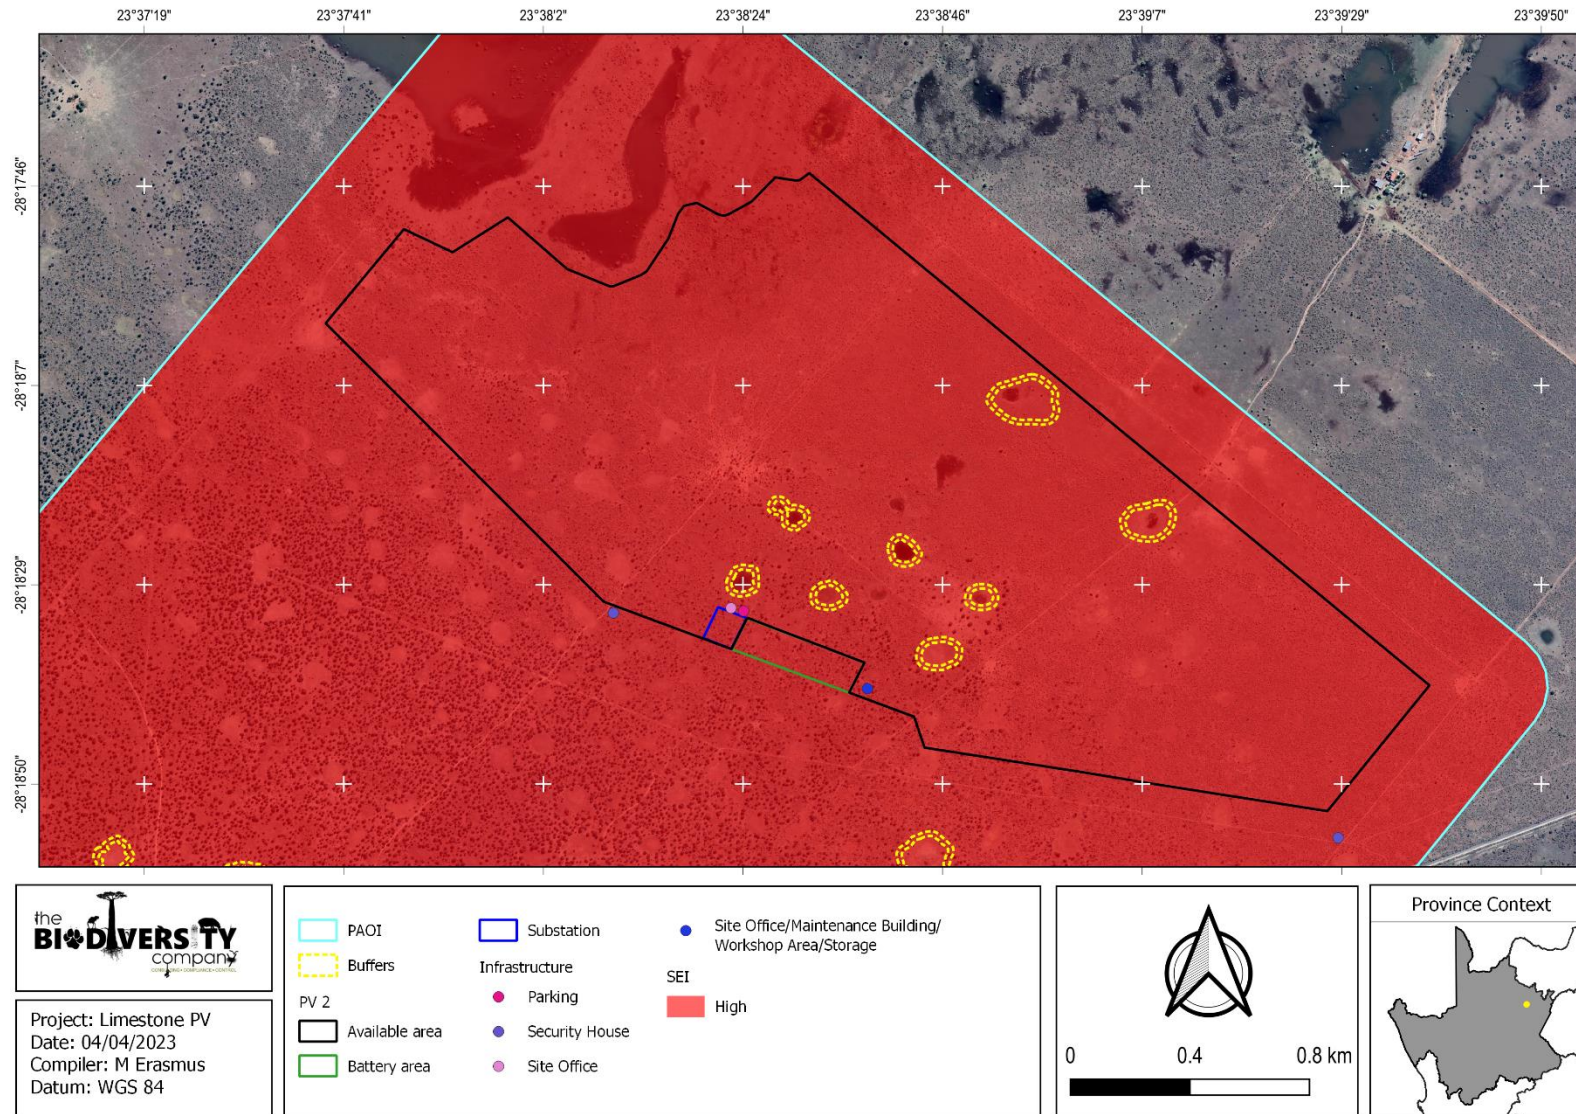 23°37'19" 23°37'41" 23°38'2" 23°38'24" 23°38'46" 23°39'7" 23°39'29" 23°39'50"
-28°17'46"
-28°18'7"
-28°18'29"
-28°18'50"
the
BIODIVERSITY
company
CONSULTING • COMPLIANCE • CONTROL
Project: Limestone PV
Date: 04/04/2023
Compiler: M Erasmus
Datum: WGS 84
PAOI
Buffers
PV 2
Available area
Battery area
Substation
Infrastructure
Parking
Security House
Site Office
Site Office/Maintenance Building/
Workshop Area/Storage
SEI
High
0 0.4 0.8 km
Province Context